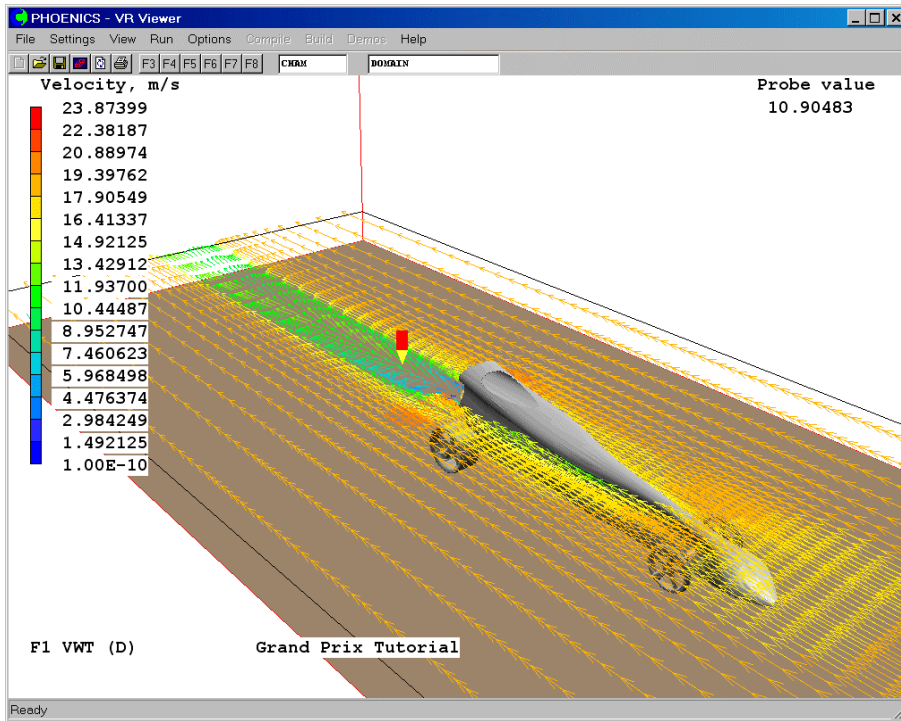 PHOENICS - VR Viewer
File Settings View Run Options Compile Build Demos Help
F3 F4 F5 F6 F7 F8 CHAM DOMAIN
Velocity, m/s
Probe value
10.90483
23.87399
22.38187
20.88974
19.39762
17.90549
16.41337
14.92125
13.42912
11.93700
10.44487
8.952747
7.460623
5.968498
4.476374
2.984249
1.492125
1.00E-10
F1 VWT (D) Grand Prix Tutorial
Ready